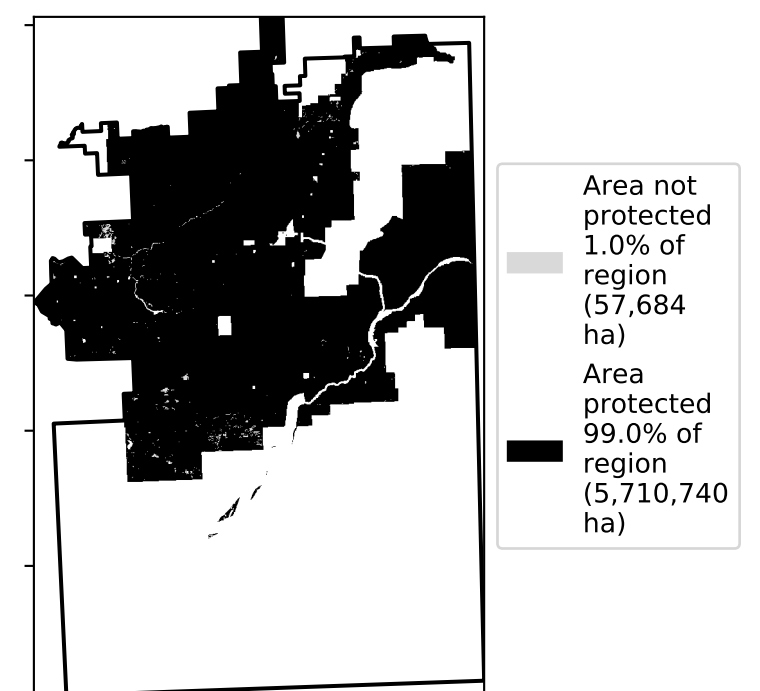 Area not
protected
1.0% of
region
(57,684
ha)
Area
protected
99.0% of
region
(5,710,740
ha)